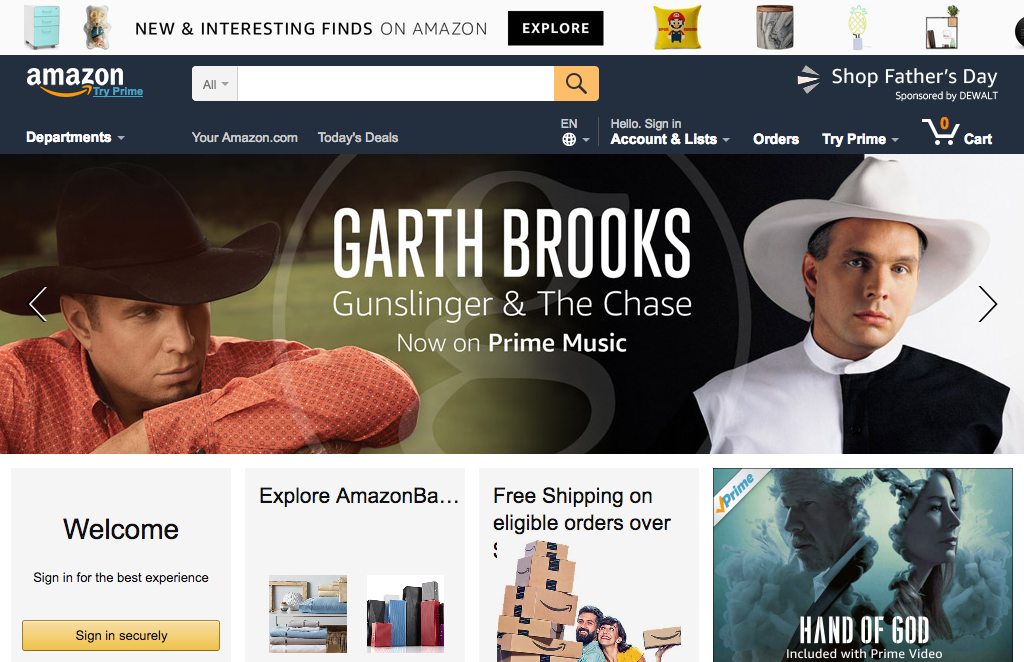 NEW & INTERESTING FINDS ON AMAZON
EXPLORE
amazon
Try Prime
All
Shop Father's Day
Sponsored by DEWALT
Departments
Your Amazon.com
Today's Deals
EN
Hello. Sign in
Account & Lists
Orders
Try Prime
0
Cart
GARTH BROOKS
Gunslinger & The Chase
Now on Prime Music
Welcome
Sign in for the best experience
Sign in securely
Explore AmazonBa…
Free Shipping on
eligible orders over
Prime
HAND OF GOD
Included with Prime Video